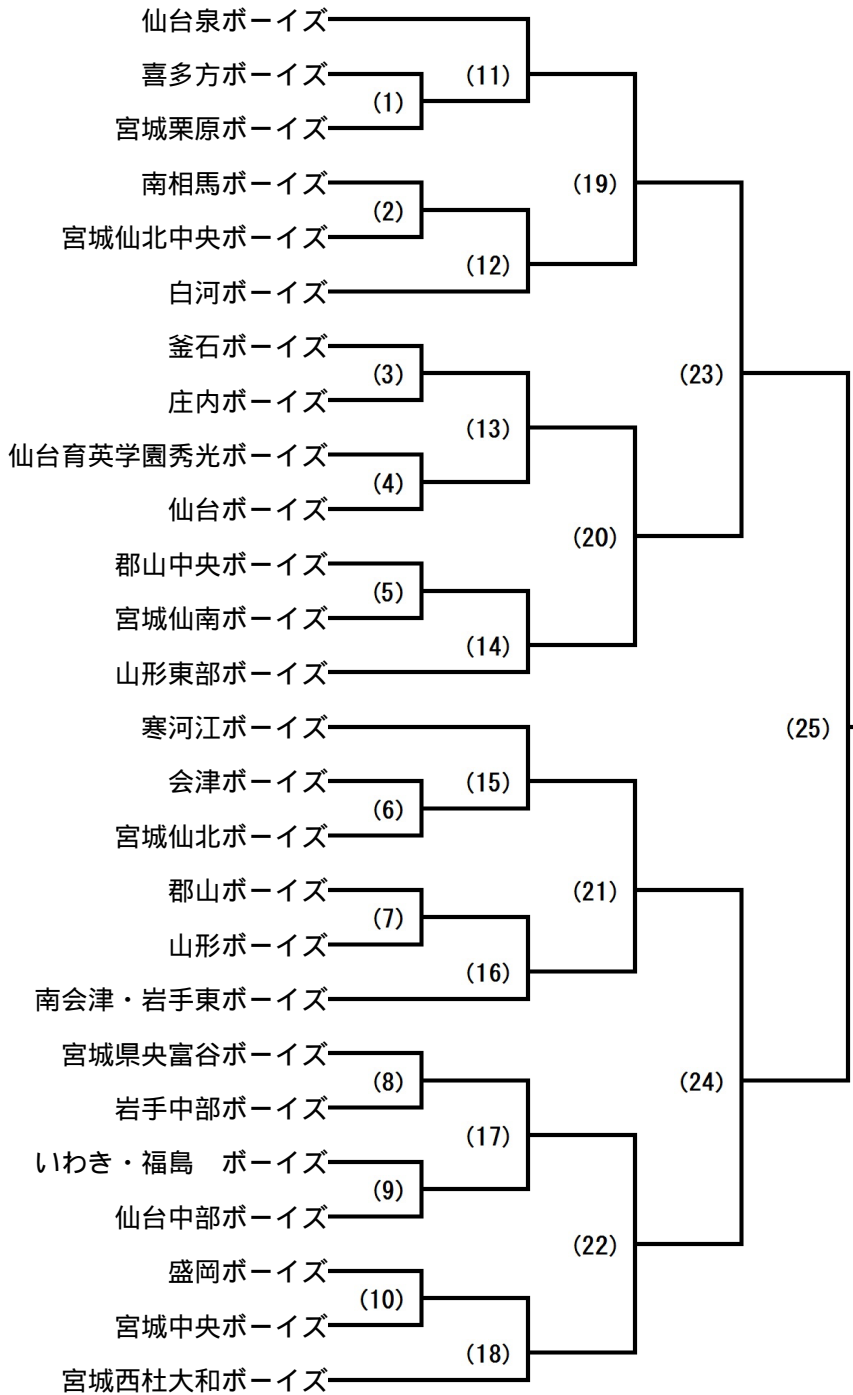 仙台泉ボーイズ
喜多方ボーイズ
(11)
(1)
宮城栗原ボーイズ
南相馬ボーイズ
(19)
(2)
宮城仙北中央ボーイズ
(12)
白河ボーイズ
釜石ボーイズ
(3)
(23)
庄内ボーイズ
(13)
仙台育英学園秀光ボーイズ
(4)
仙台ボーイズ
(20)
郡山中央ボーイズ
(5)
宮城仙南ボーイズ
(14)
山形東部ボーイズ
寒河江ボーイズ
(25)
会津ボーイズ
(15)
(6)
宮城仙北ボーイズ
郡山ボーイズ
(21)
(7)
山形ボーイズ
(16)
南会津・岩手東ボーイズ
宮城県央富谷ボーイズ
(8)
(24)
岩手中部ボーイズ
(17)
いわき・福島　ボーイズ
(9)
仙台中部ボーイズ
(22)
盛岡ボーイズ
(10)
宮城中央ボーイズ
(18)
宮城西杜大和ボーイズ